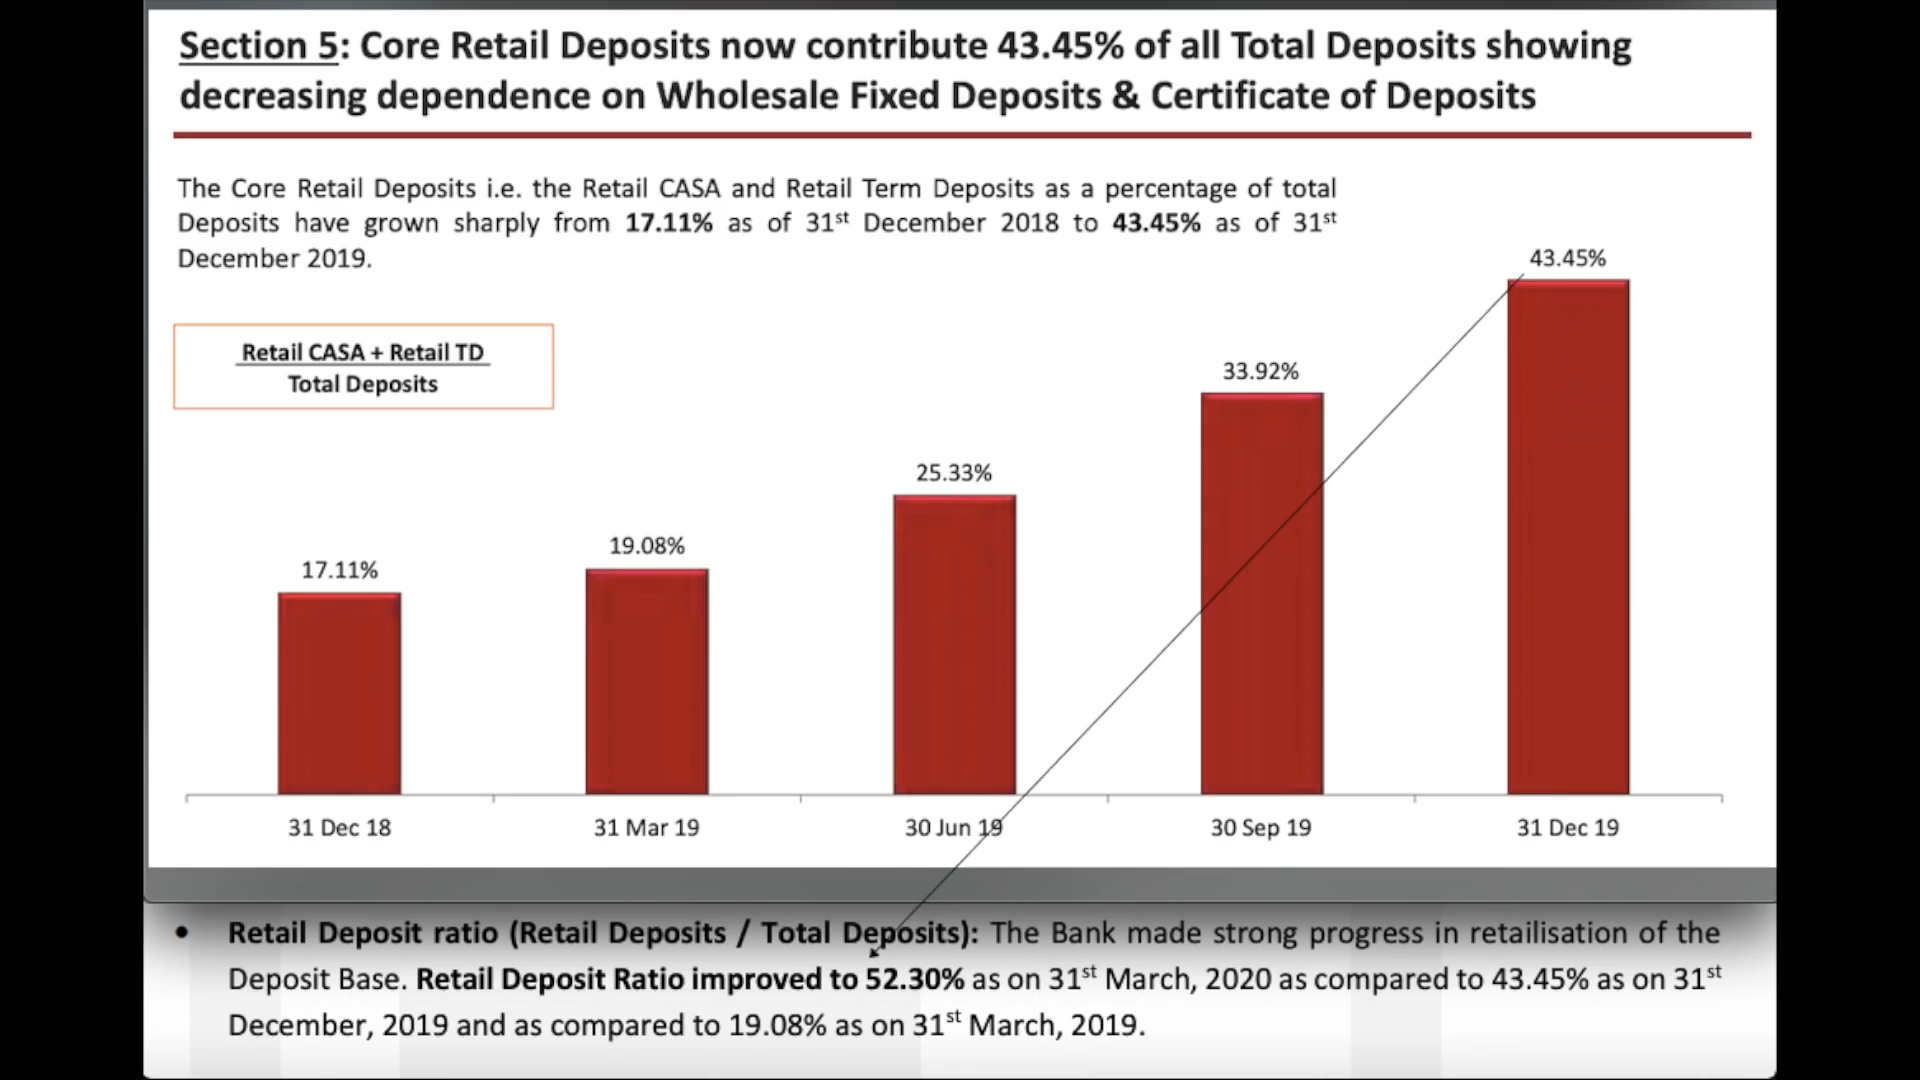 Section 5: Core Retail Deposits now contribute 43.45% of all Total Deposits showing
decreasing dependence on Wholesale Fixed Deposits & Certificate of Deposits
The Core Retail Deposits i.e. the Retail CASA and Retail Term Deposits as a percentage of total
Deposits have grown sharply from 17.11% as of 31st December 2018 to 43.45% as of 31st
December 2019.
Retail CASA + Retail TD
Total Deposits
17.11%
19.08%
25.33%
33.92%
43.45%
31 Dec 18
31 Mar 19
30 Jun 19
30 Sep 19
31 Dec 19
• Retail Deposit ratio (Retail Deposits / Total Deposits): The Bank made strong progress in retailisation of the
Deposit Base. Retail Deposit Ratio improved to 52.30% as on 31st March, 2020 as compared to 43.45% as on 31st
December, 2019 and as compared to 19.08% as on 31st March, 2019.